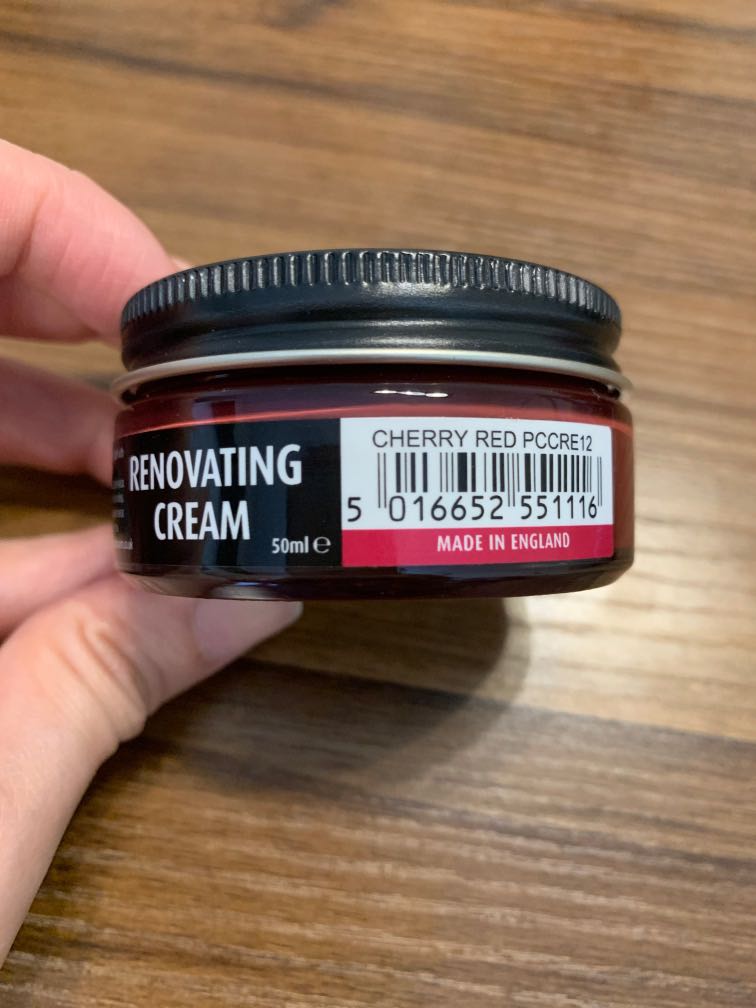 RENOVATING
CREAM
50ml e
CHERRY RED PCCRE12
5 016652 551116
MADE IN ENGLAND